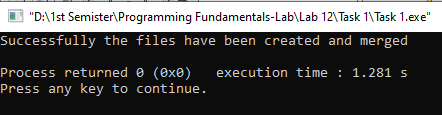 "D:\1st Semister\Programming Fundamentals-Lab\Lab 12\Task 1\Task 1.exe"
Successfully the files have been created and merged
Process returned 0 (0x0)   execution time : 1.281 s
Press any key to continue.